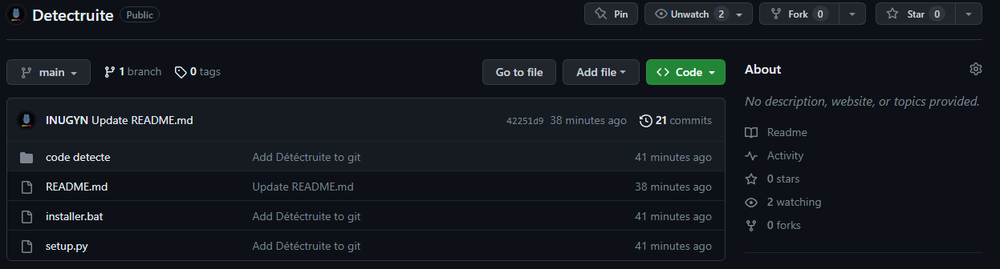 Detectruite Public Pin Unwatch 2 Fork 0 Star 0
main 1 branch 0 tags Go to file Add file Code
INUGYN Update README.md 42251d9 38 minutes ago 21 commits
code detecte Add Détéctruite to git 41 minutes ago
README.md Update README.md 38 minutes ago
installer.bat Add Détéctruite to git 41 minutes ago
setup.py Add Détéctruite to git 41 minutes ago
About
No description, website, or topics provided.
Readme
Activity
0 stars
2 watching
0 forks